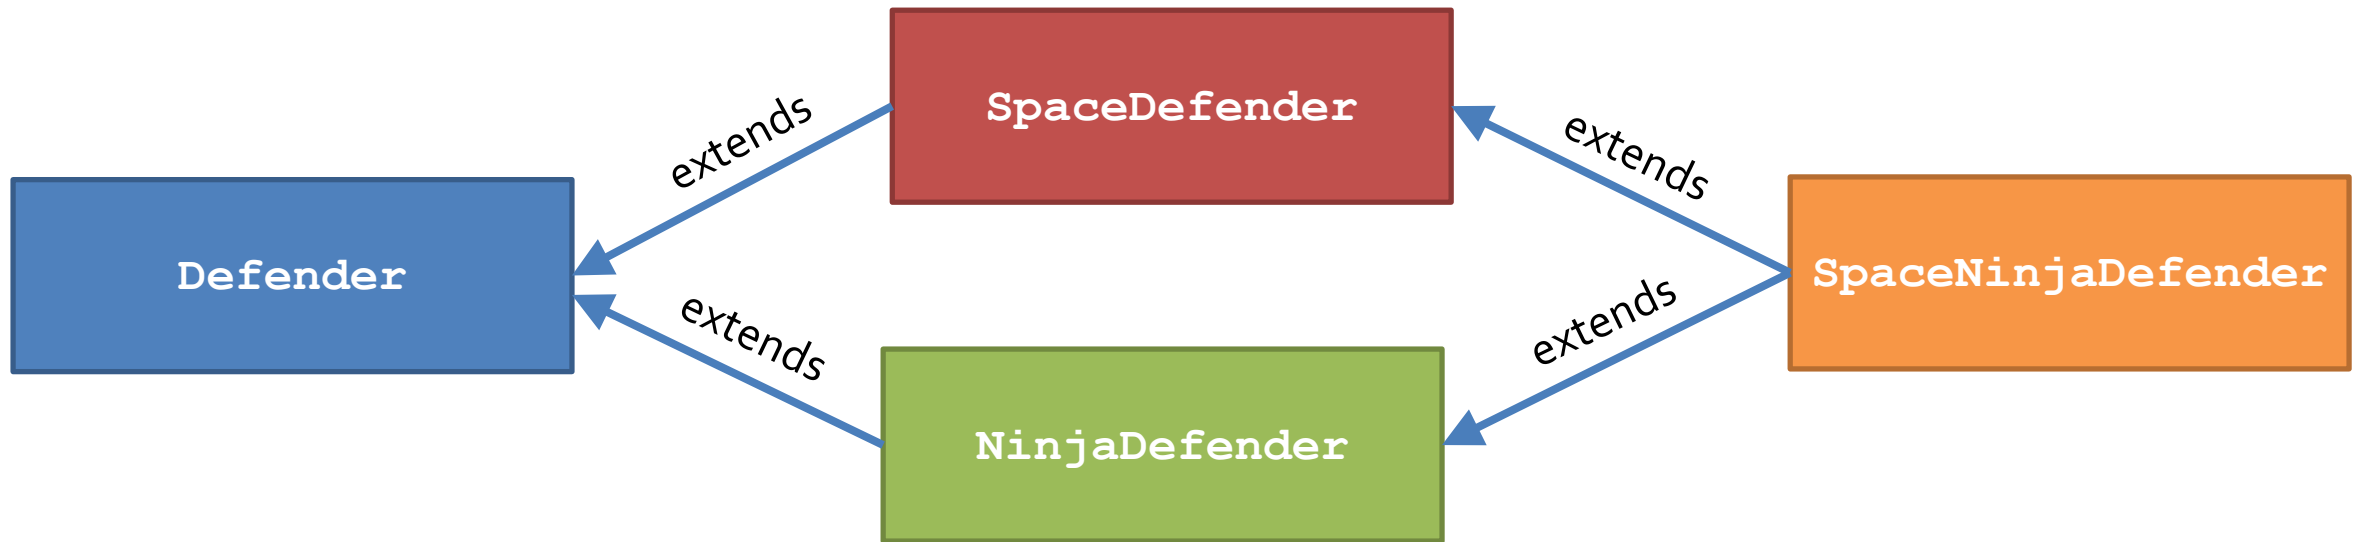 Defender
extends
extends
SpaceDefender
NinjaDefender
extends
extends
SpaceNinjaDefender